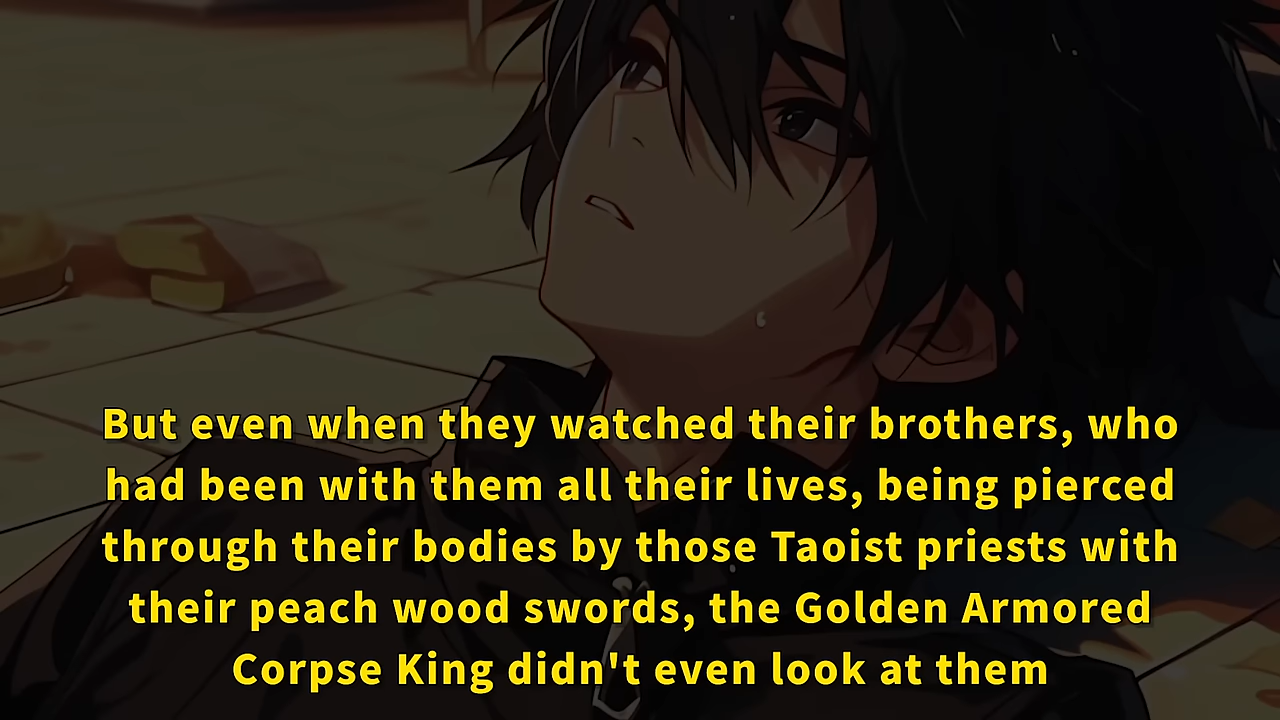 But even when they watched their brothers, who
had been with them all their lives, being pierced
through their bodies by those Taoist priests with
their peach wood swords, the Golden Armored
Corpse King didn't even look at them